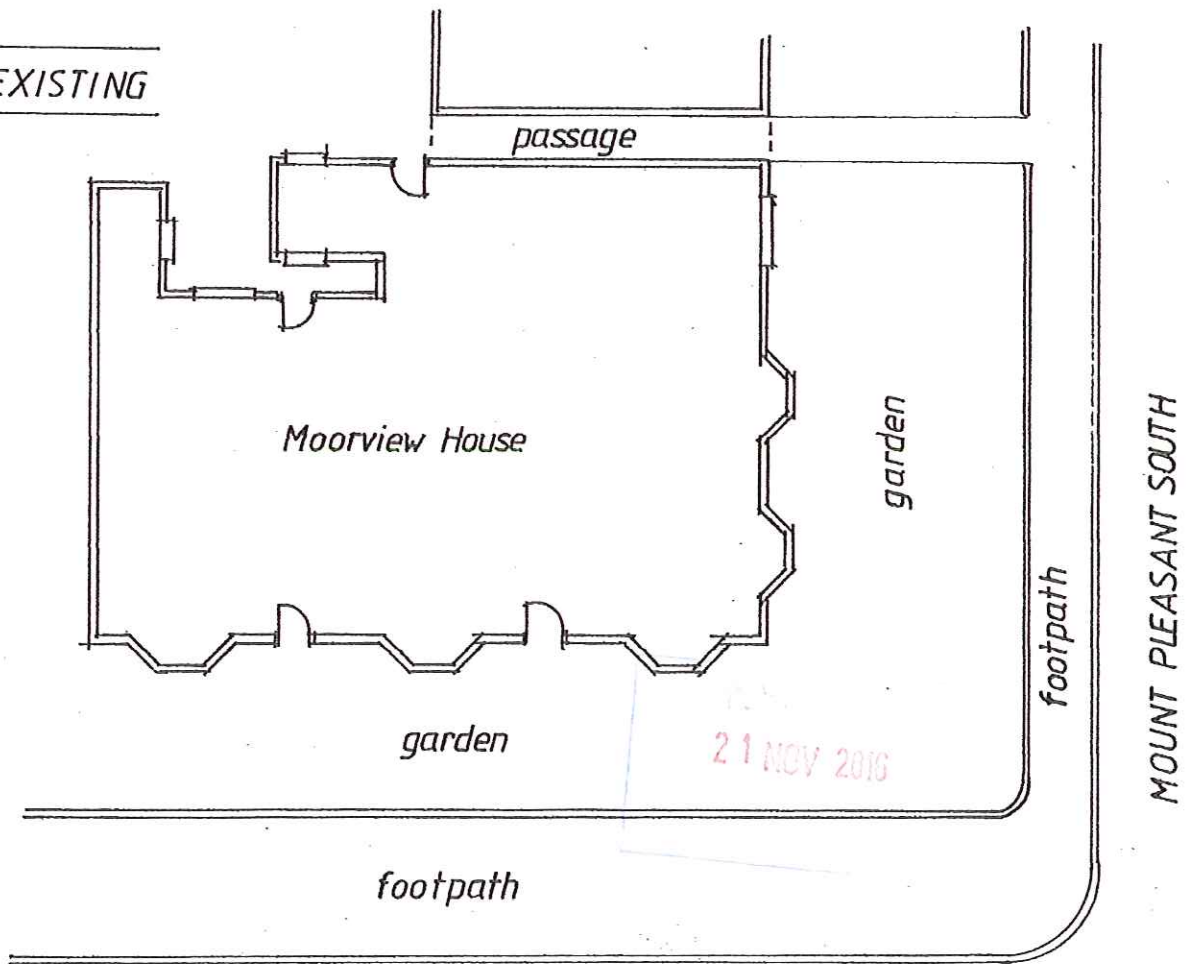 EXISTING
passage
Moorview House
garden
garden
footpath
footpath
MOUNT PLEASANT SOUTH
21 NOV 2016